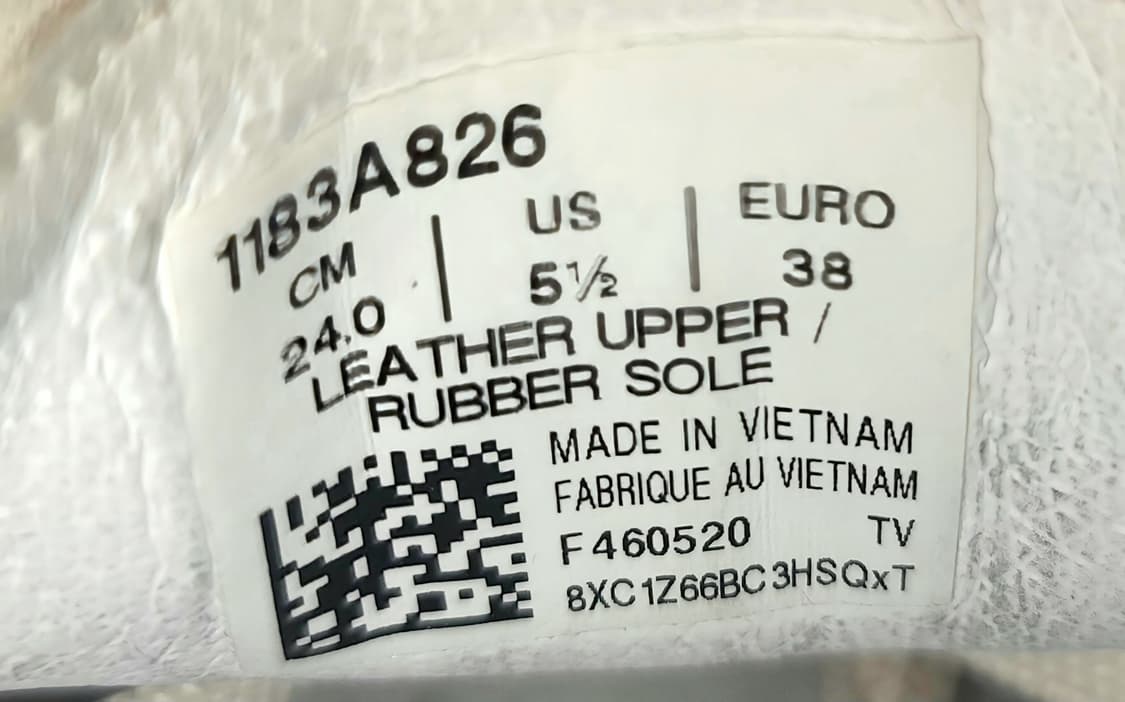 1183A826
CM | US | EURO
24.0 | 5½ | 38
LEATHER UPPER /
RUBBER SOLE
MADE IN VIETNAM
FABRIQUE AU VIETNAM
F460520 TV
8XC1Z66BC3HSQxT